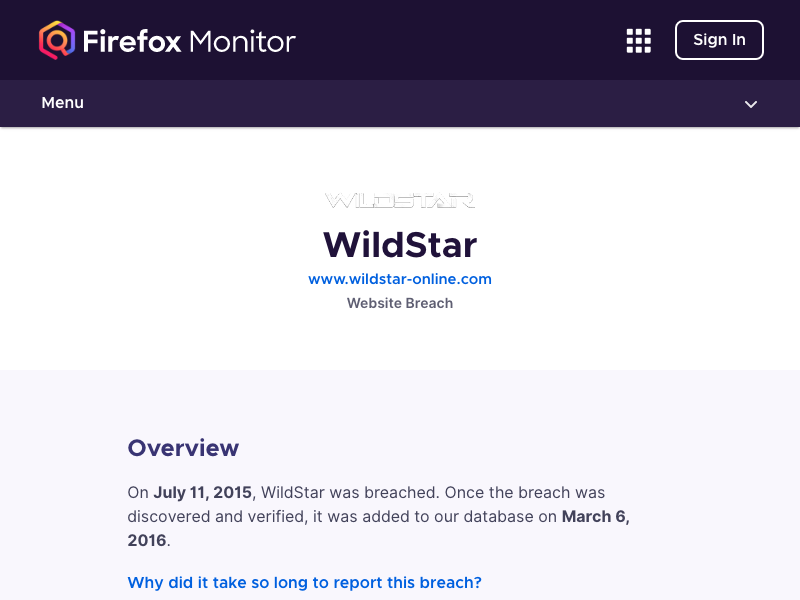 Firefox Monitor
Sign In
Menu
WILDSTAR
WildStar
www.wildstar-online.com
Website Breach
Overview
On July 11, 2015, WildStar was breached. Once the breach was
discovered and verified, it was added to our database on March 6,
2016.
Why did it take so long to report this breach?